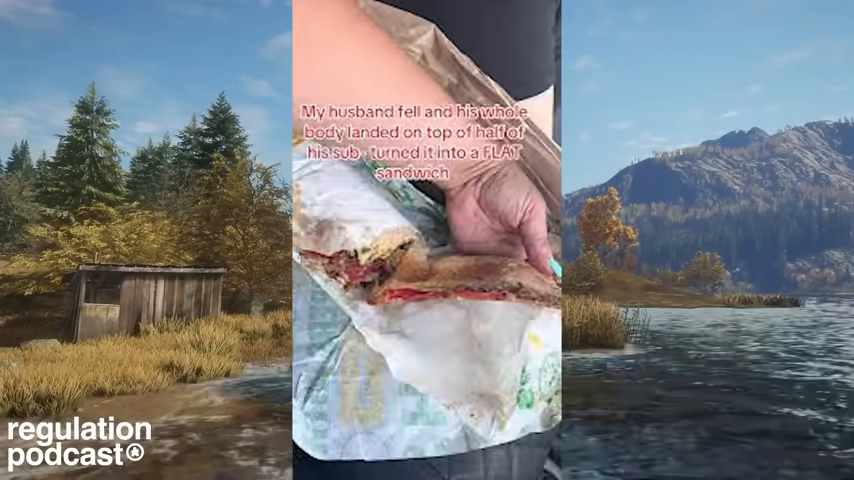 My husband fell and his whole
body landed on top of half of
his sub - turned it into a FLAT
sandwich
regulation
podcast